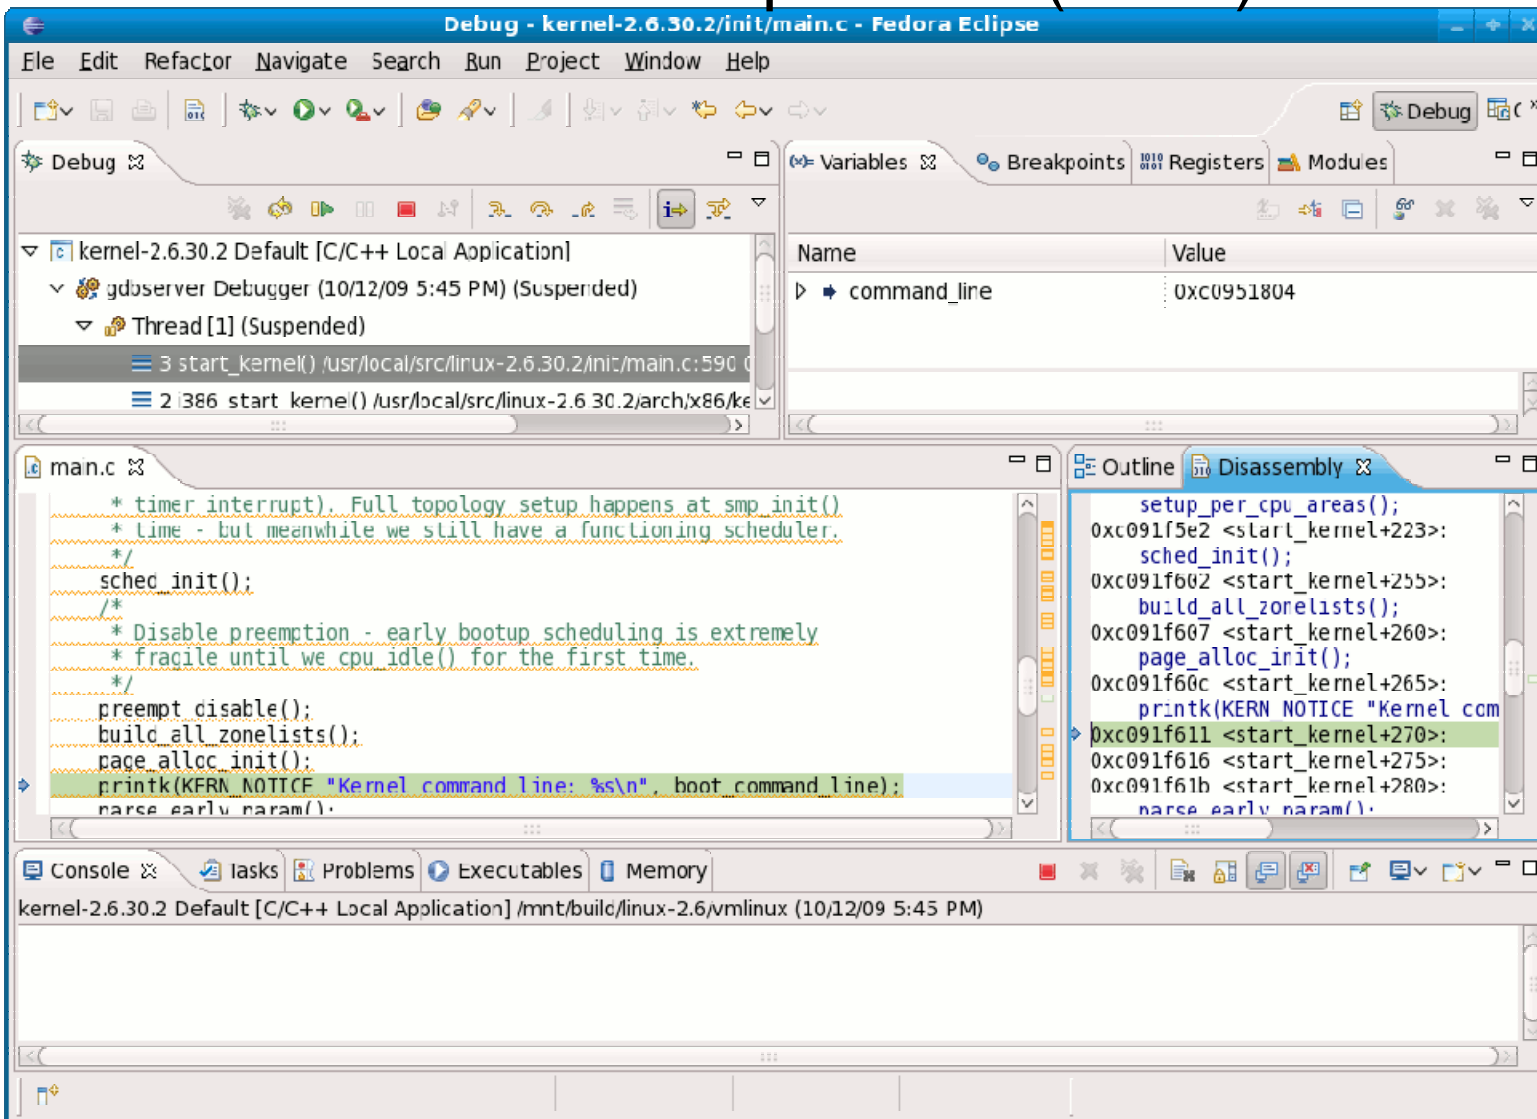 Debug - kernel-2.6.30.2/init/main.c - Fedora Eclipse
File Edit Refactor Navigate Search Run Project Window Help
Debug
Debug Variables Breakpoints Registers Modules
kernel-2.6.30.2 Default [C/C++ Local Application]
gdbserver Debugger (10/12/09 5:45 PM) (Suspended)
Thread [1] (Suspended)
3 start_kernel() /usr/local/src/linux-2.6.30.2/init/main.c:590
2 i386_start_kernel() /usr/local/src/linux-2.6.30.2/arch/x86/ke
Name Value
command_line 0xc0951804
main.c
* timer interrupt). Full topology setup happens at smp_init()
* time - but meanwhile we still have a functioning scheduler.
*/
sched_init();
/*
* Disable preemption - early bootup scheduling is extremely
* fragile until we cpu_idle() for the first time.
*/
preempt_disable();
build_all_zonelists();
page_alloc_init();
printk(KERN_NOTICE "Kernel command line: %s\n", boot_command_line);
parse_early_param();
Outline Disassembly
setup_per_cpu_areas();
0xc091f5e2 <start_kernel+223>:
sched_init();
0xc091f602 <start_kernel+255>:
build_all_zonelists();
0xc091f607 <start_kernel+260>:
page_alloc_init();
0xc091f60c <start_kernel+265>:
printk(KERN_NOTICE "Kernel com
0xc091f611 <start_kernel+270>:
0xc091f616 <start_kernel+275>:
0xc091f61b <start_kernel+280>:
parse_early_param();
Console Tasks Problems Executables Memory
kernel-2.6.30.2 Default [C/C++ Local Application] /mnt/build/linux-2.6/vmlinux (10/12/09 5:45 PM)